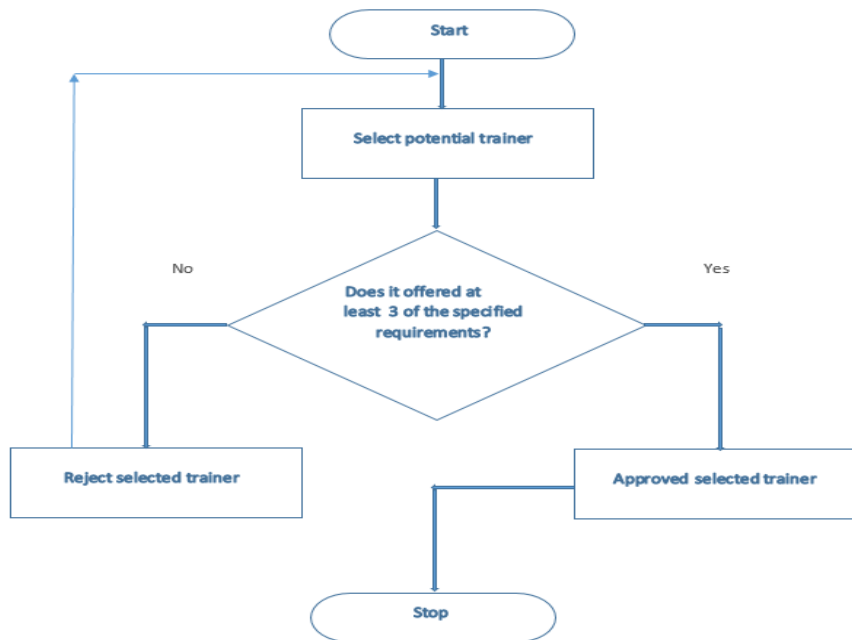 Start
Select potential trainer
No
Yes
Does it offered at
least 3 of the specified
requirements?
Reject selected trainer
Approved selected trainer
Stop